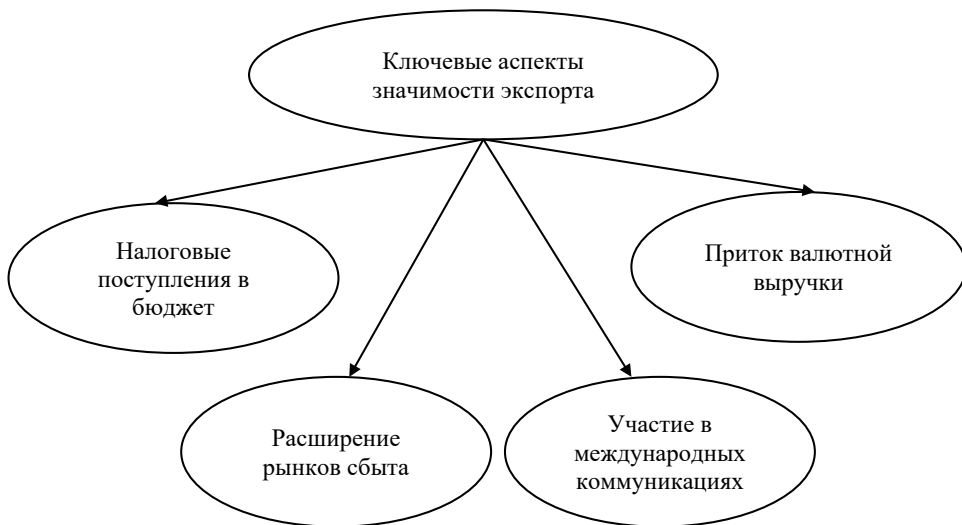 Ключевые аспекты
значимости экспорта
Налоговые
поступления в
бюджет
Приток валютной
выручки
Расширение
рынков сбыта
Участие в
международных
коммуникациях